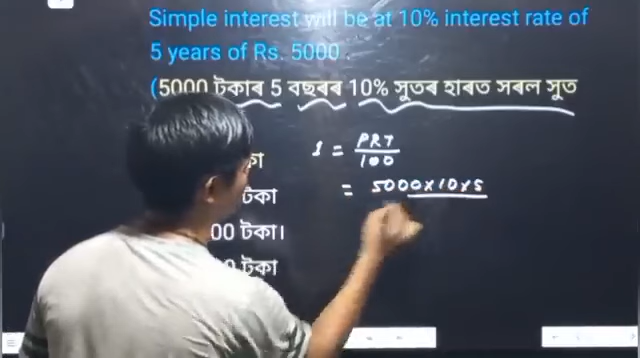 Simple interest will be at 10% interest rate of
5 years of Rs. 5000
(5000 টকাৰ 5 বছৰৰ 10% সুতৰ হাৰত সৰল সুত
টকা
00 টকা।
টকা
I = PRT
100
= 5000×10×5